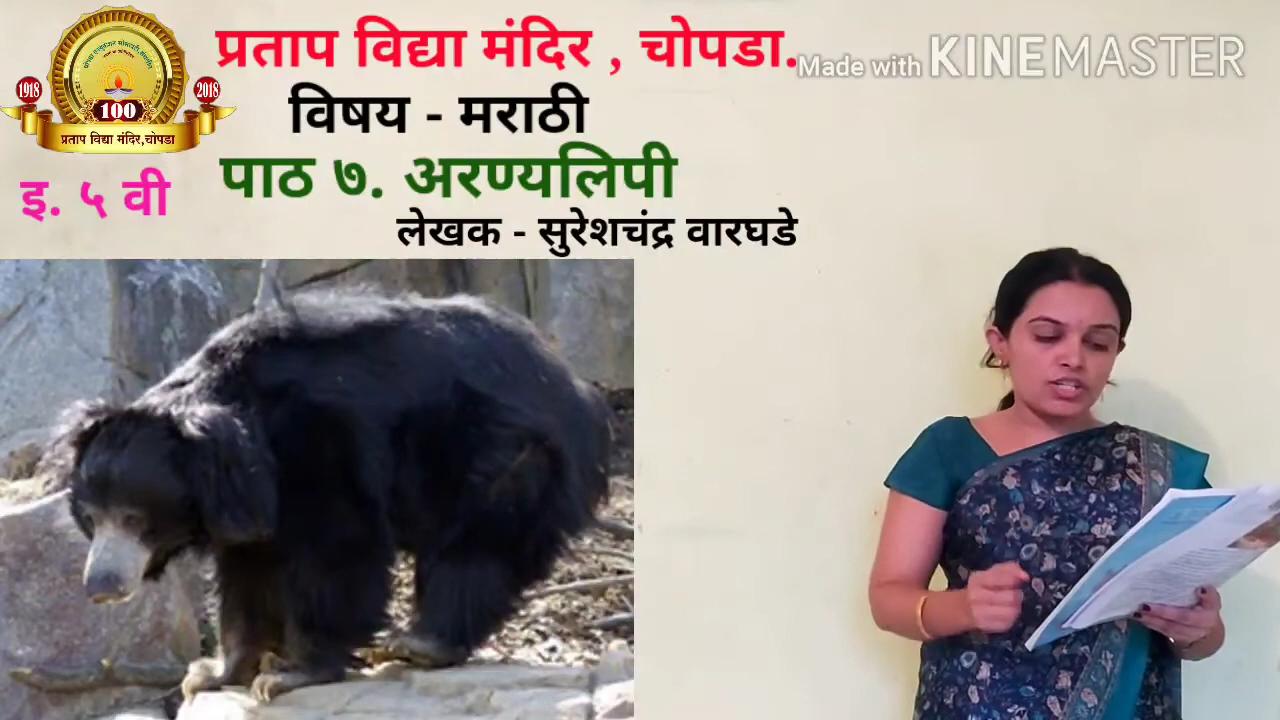 प्रताप विद्या मंदिर , चोपडा.
Made with KINEMASTER
विषय - मराठी
1918
2018
100
प्रताप विद्या मंदिर,चोपडा
पाठ ७. अरण्यलिपी
इ. ५ वी
लेखक - सुरेशचंद्र वारघडे